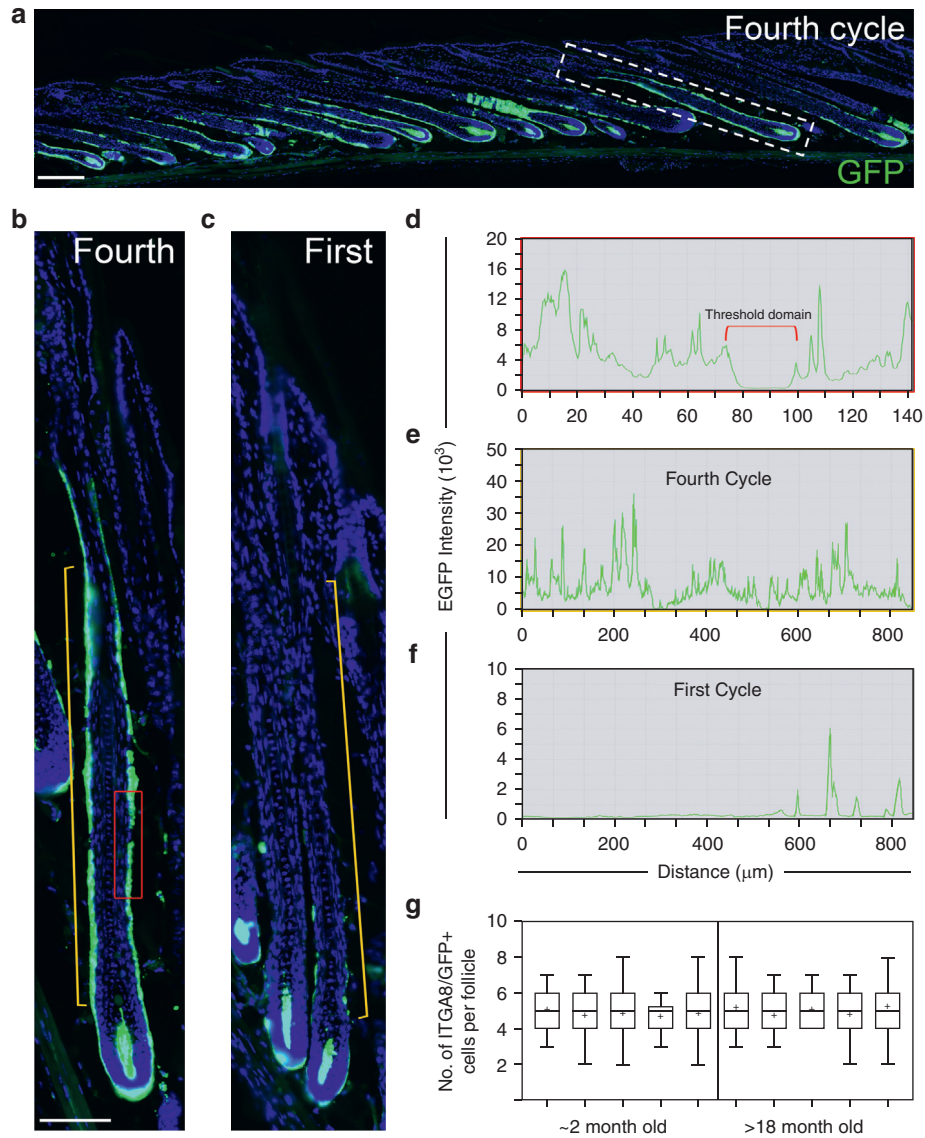 a
Fourth cycle
GFP
b
Fourth
c
First
d
20
16
12
8
4
0
Threshold domain
0 20 40 60 80 100 120 140
e
50
40
30
20
10
0
Fourth Cycle
0 200 400 600 800
EGFP Intensity (10³)
f
10
8
6
4
2
0
First Cycle
0 200 400 600 800
Distance (μm)
g
10
8
6
4
2
No. of ITGA8/GFP+
cells per follicle
~2 month old >18 month old